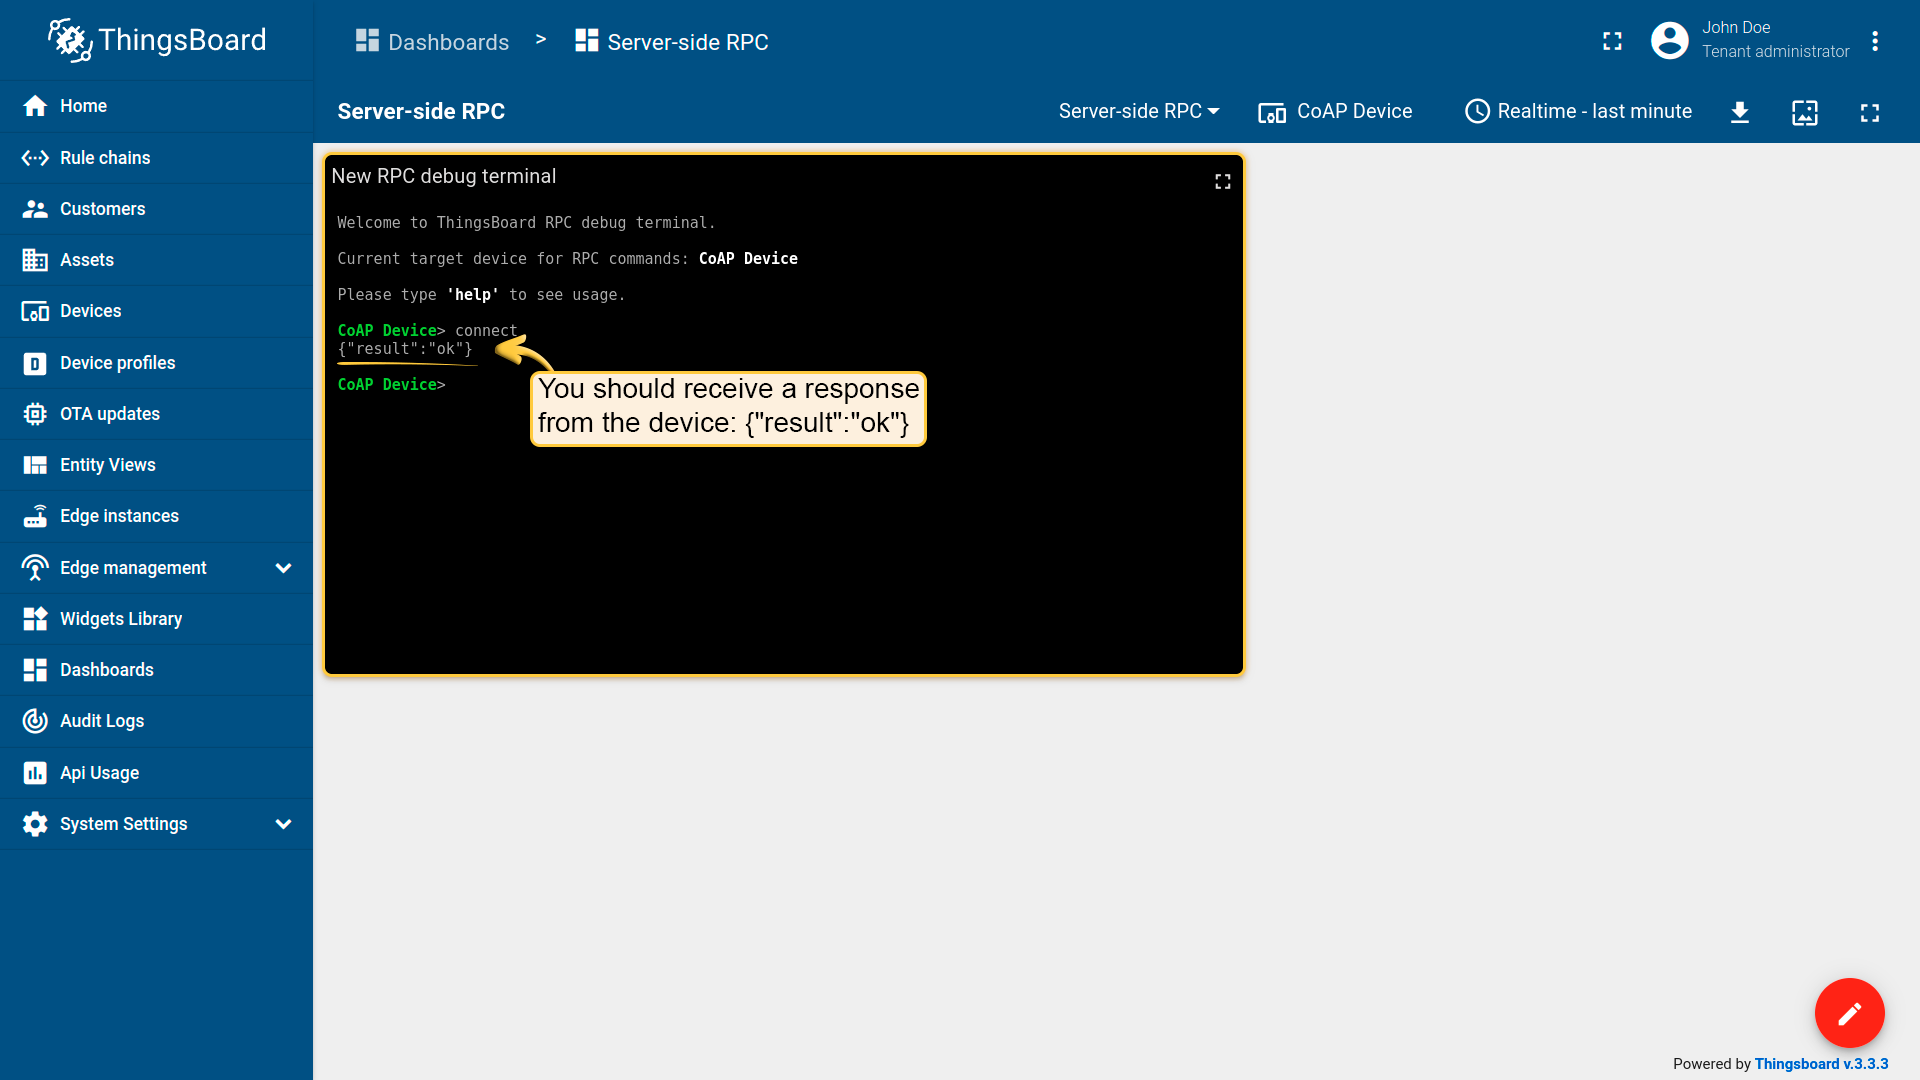 ThingsBoard
Dashboards > Server-side RPC
John Doe
Tenant administrator
Home
Rule chains
Customers
Assets
Devices
Device profiles
OTA updates
Entity Views
Edge instances
Edge management
Widgets Library
Dashboards
Audit Logs
Api Usage
System Settings
Server-side RPC
Server-side RPC
CoAP Device
Realtime - last minute
New RPC debug terminal
Welcome to ThingsBoard RPC debug terminal.
Current target device for RPC commands: CoAP Device
Please type 'help' to see usage.
CoAP Device> connect
{"result":"ok"}
CoAP Device>
You should receive a response
from the device: {"result":"ok"}
Powered by Thingsboard v.3.3.3